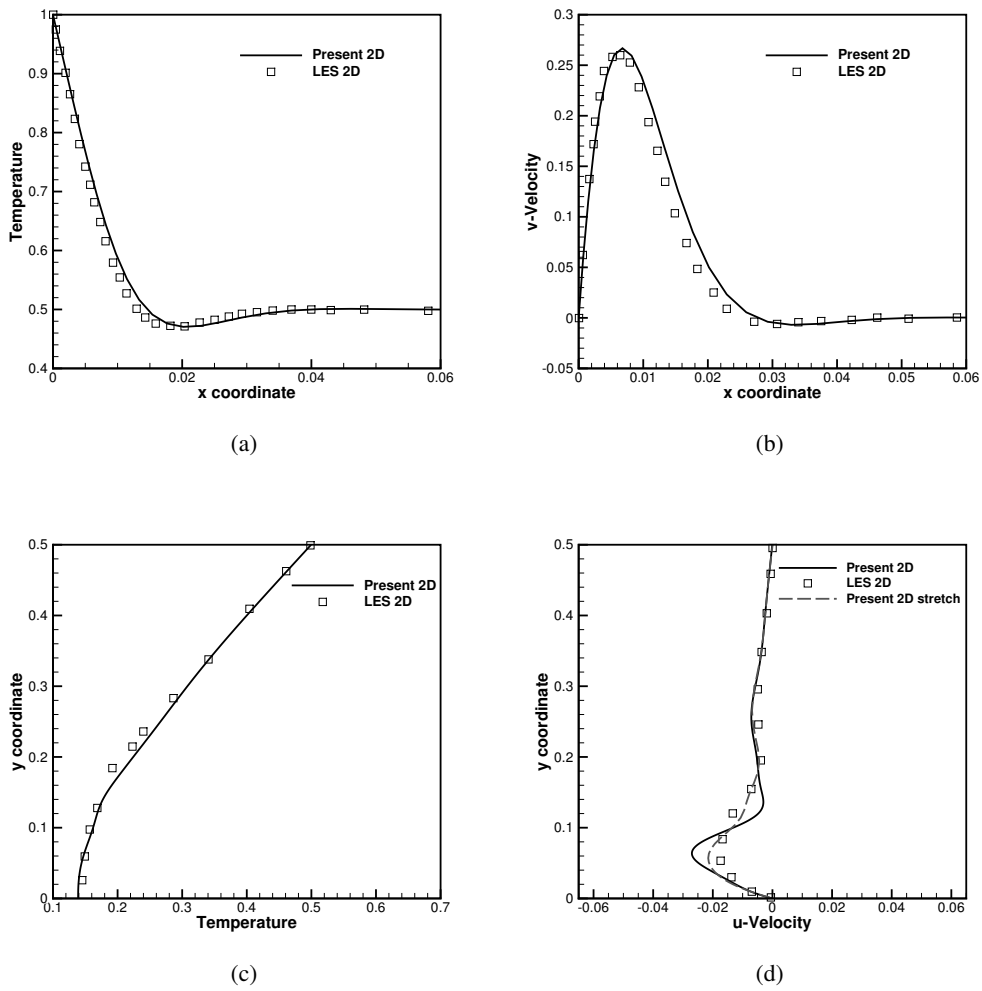 1
0.9
0.8
0.7
0.6
0.5
0.4
Temperature
0 0.02 0.04 0.06
x coordinate
Present 2D
LES 2D
(a)
0.3
0.25
0.2
0.15
0.1
0.05
0
-0.05
v-Velocity
0 0.01 0.02 0.03 0.04 0.05 0.06
x coordinate
Present 2D
LES 2D
(b)
0.5
0.4
0.3
0.2
0.1
0
y coordinate
0.1 0.2 0.3 0.4 0.5 0.6 0.7
Temperature
Present 2D
LES 2D
(c)
0.5
0.4
0.3
0.2
0.1
0
y coordinate
-0.06 -0.04 -0.02 0 0.02 0.04 0.06
u-Velocity
Present 2D
LES 2D
Present 2D stretch
(d)